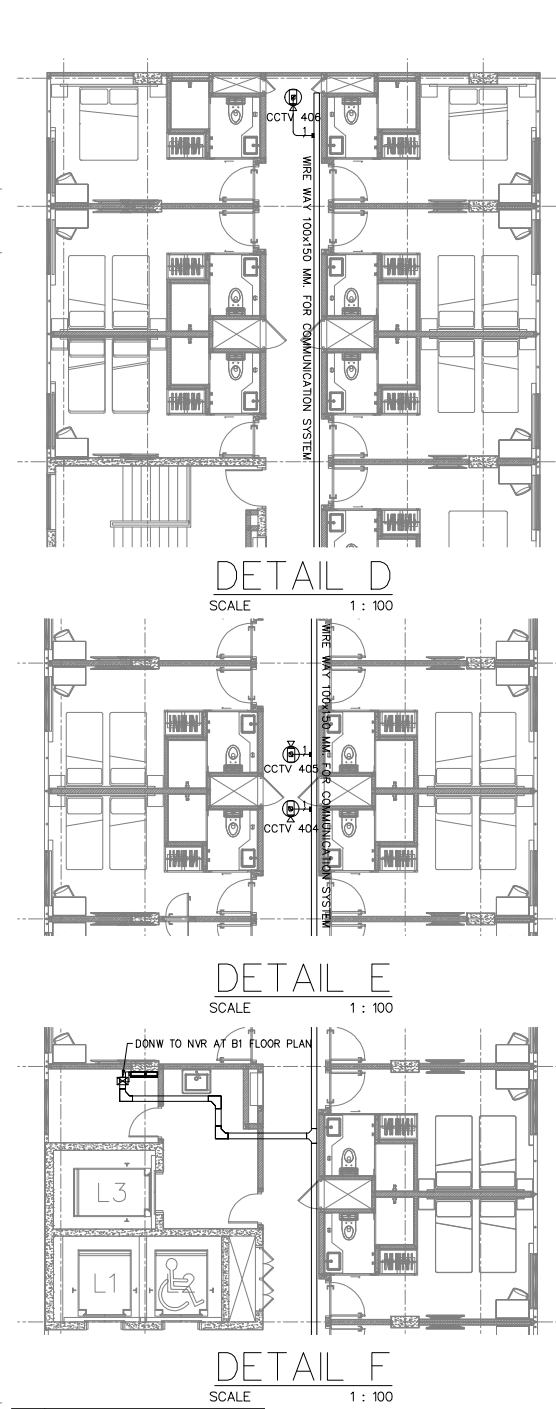 CCTV 406
1
WIRE WAY 100x150 MM. FOR COMMUNICATION SYSTEM
DETAIL D
SCALE 1 : 100
WIRE WAY 100x150 MM. FOR COMMUNICATION SYSTEM
1
CCTV 405
1
CCTV 404
DETAIL E
SCALE 1 : 100
DONW TO NVR AT B1 FLOOR PLAN
L3
L1
DETAIL F
SCALE 1 : 100